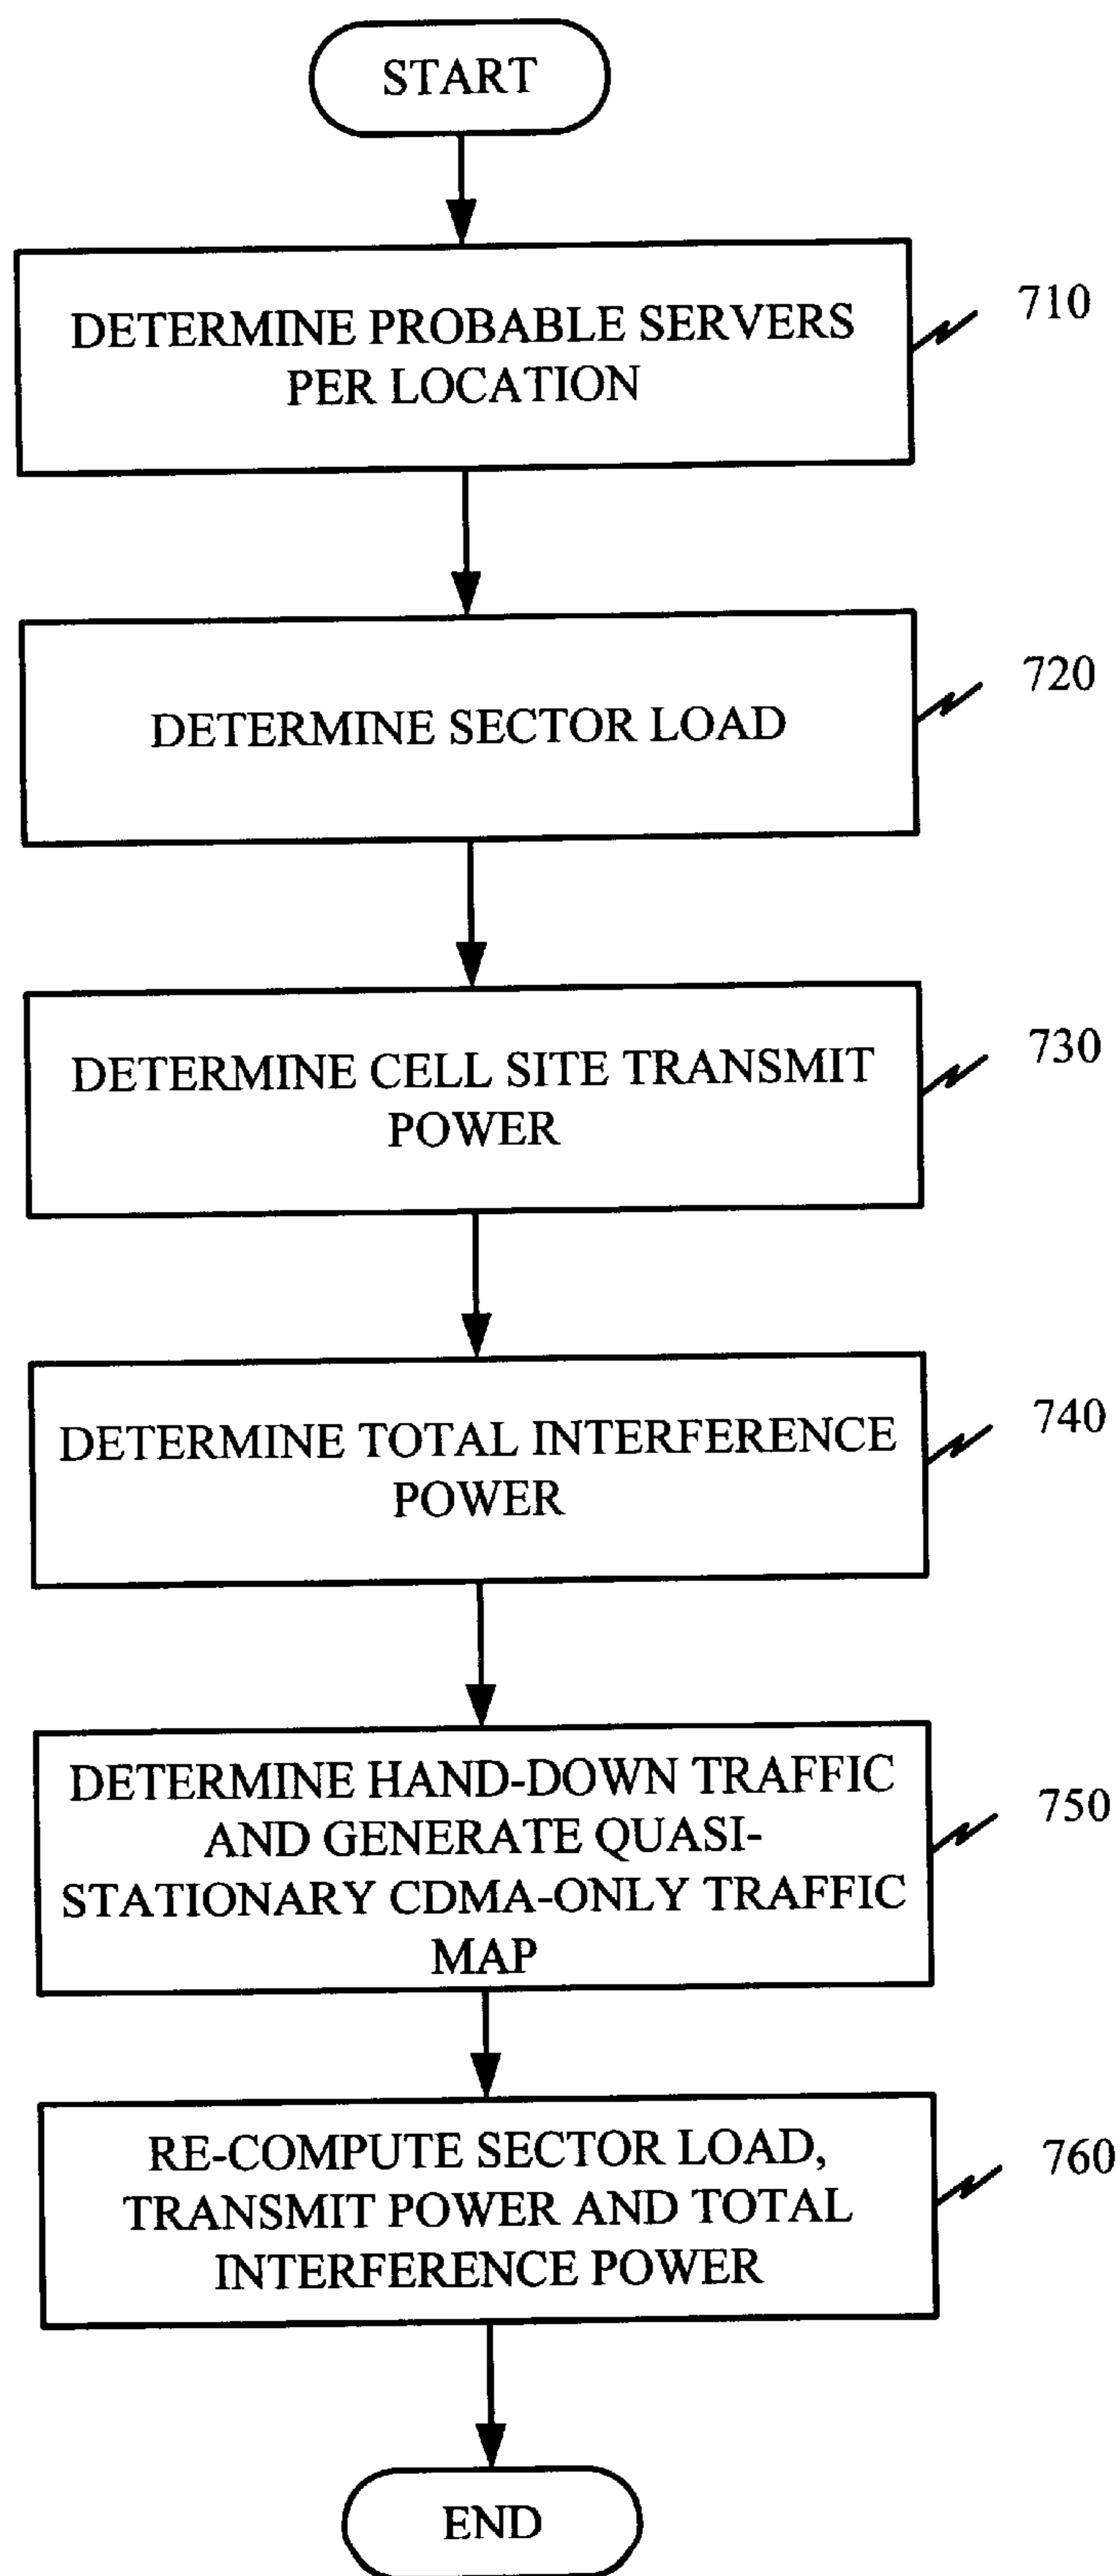 START
DETERMINE PROBABLE SERVERS
PER LOCATION
710
DETERMINE SECTOR LOAD
720
DETERMINE CELL SITE TRANSMIT
POWER
730
DETERMINE TOTAL INTERFERENCE
POWER
740
DETERMINE HAND-DOWN TRAFFIC
AND GENERATE QUASI-
STATIONARY CDMA-ONLY TRAFFIC
MAP
750
RE-COMPUTE SECTOR LOAD,
TRANSMIT POWER AND TOTAL
INTERFERENCE POWER
760
END